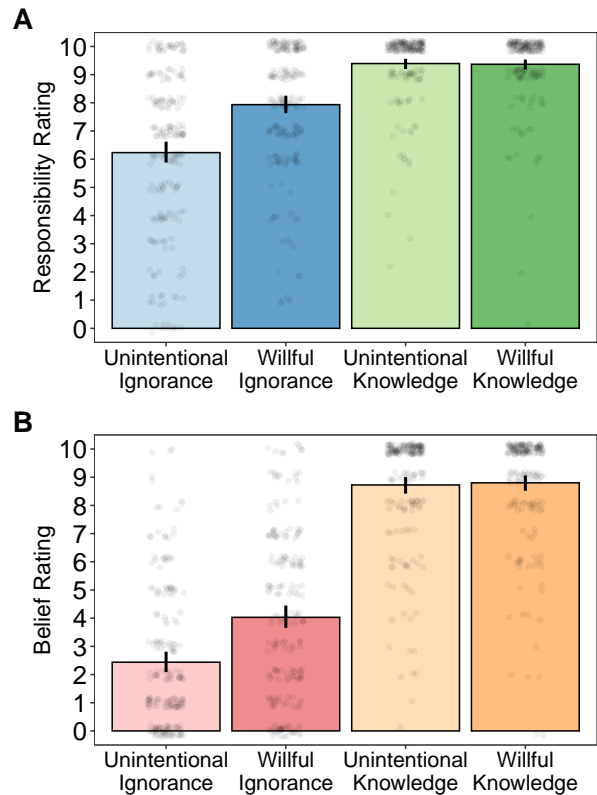 A
Responsibility Rating
10
9
8
7
6
5
4
3
2
1
0
Unintentional Ignorance
Willful Ignorance
Unintentional Knowledge
Willful Knowledge
B
Belief Rating
10
9
8
7
6
5
4
3
2
1
0
Unintentional Ignorance
Willful Ignorance
Unintentional Knowledge
Willful Knowledge